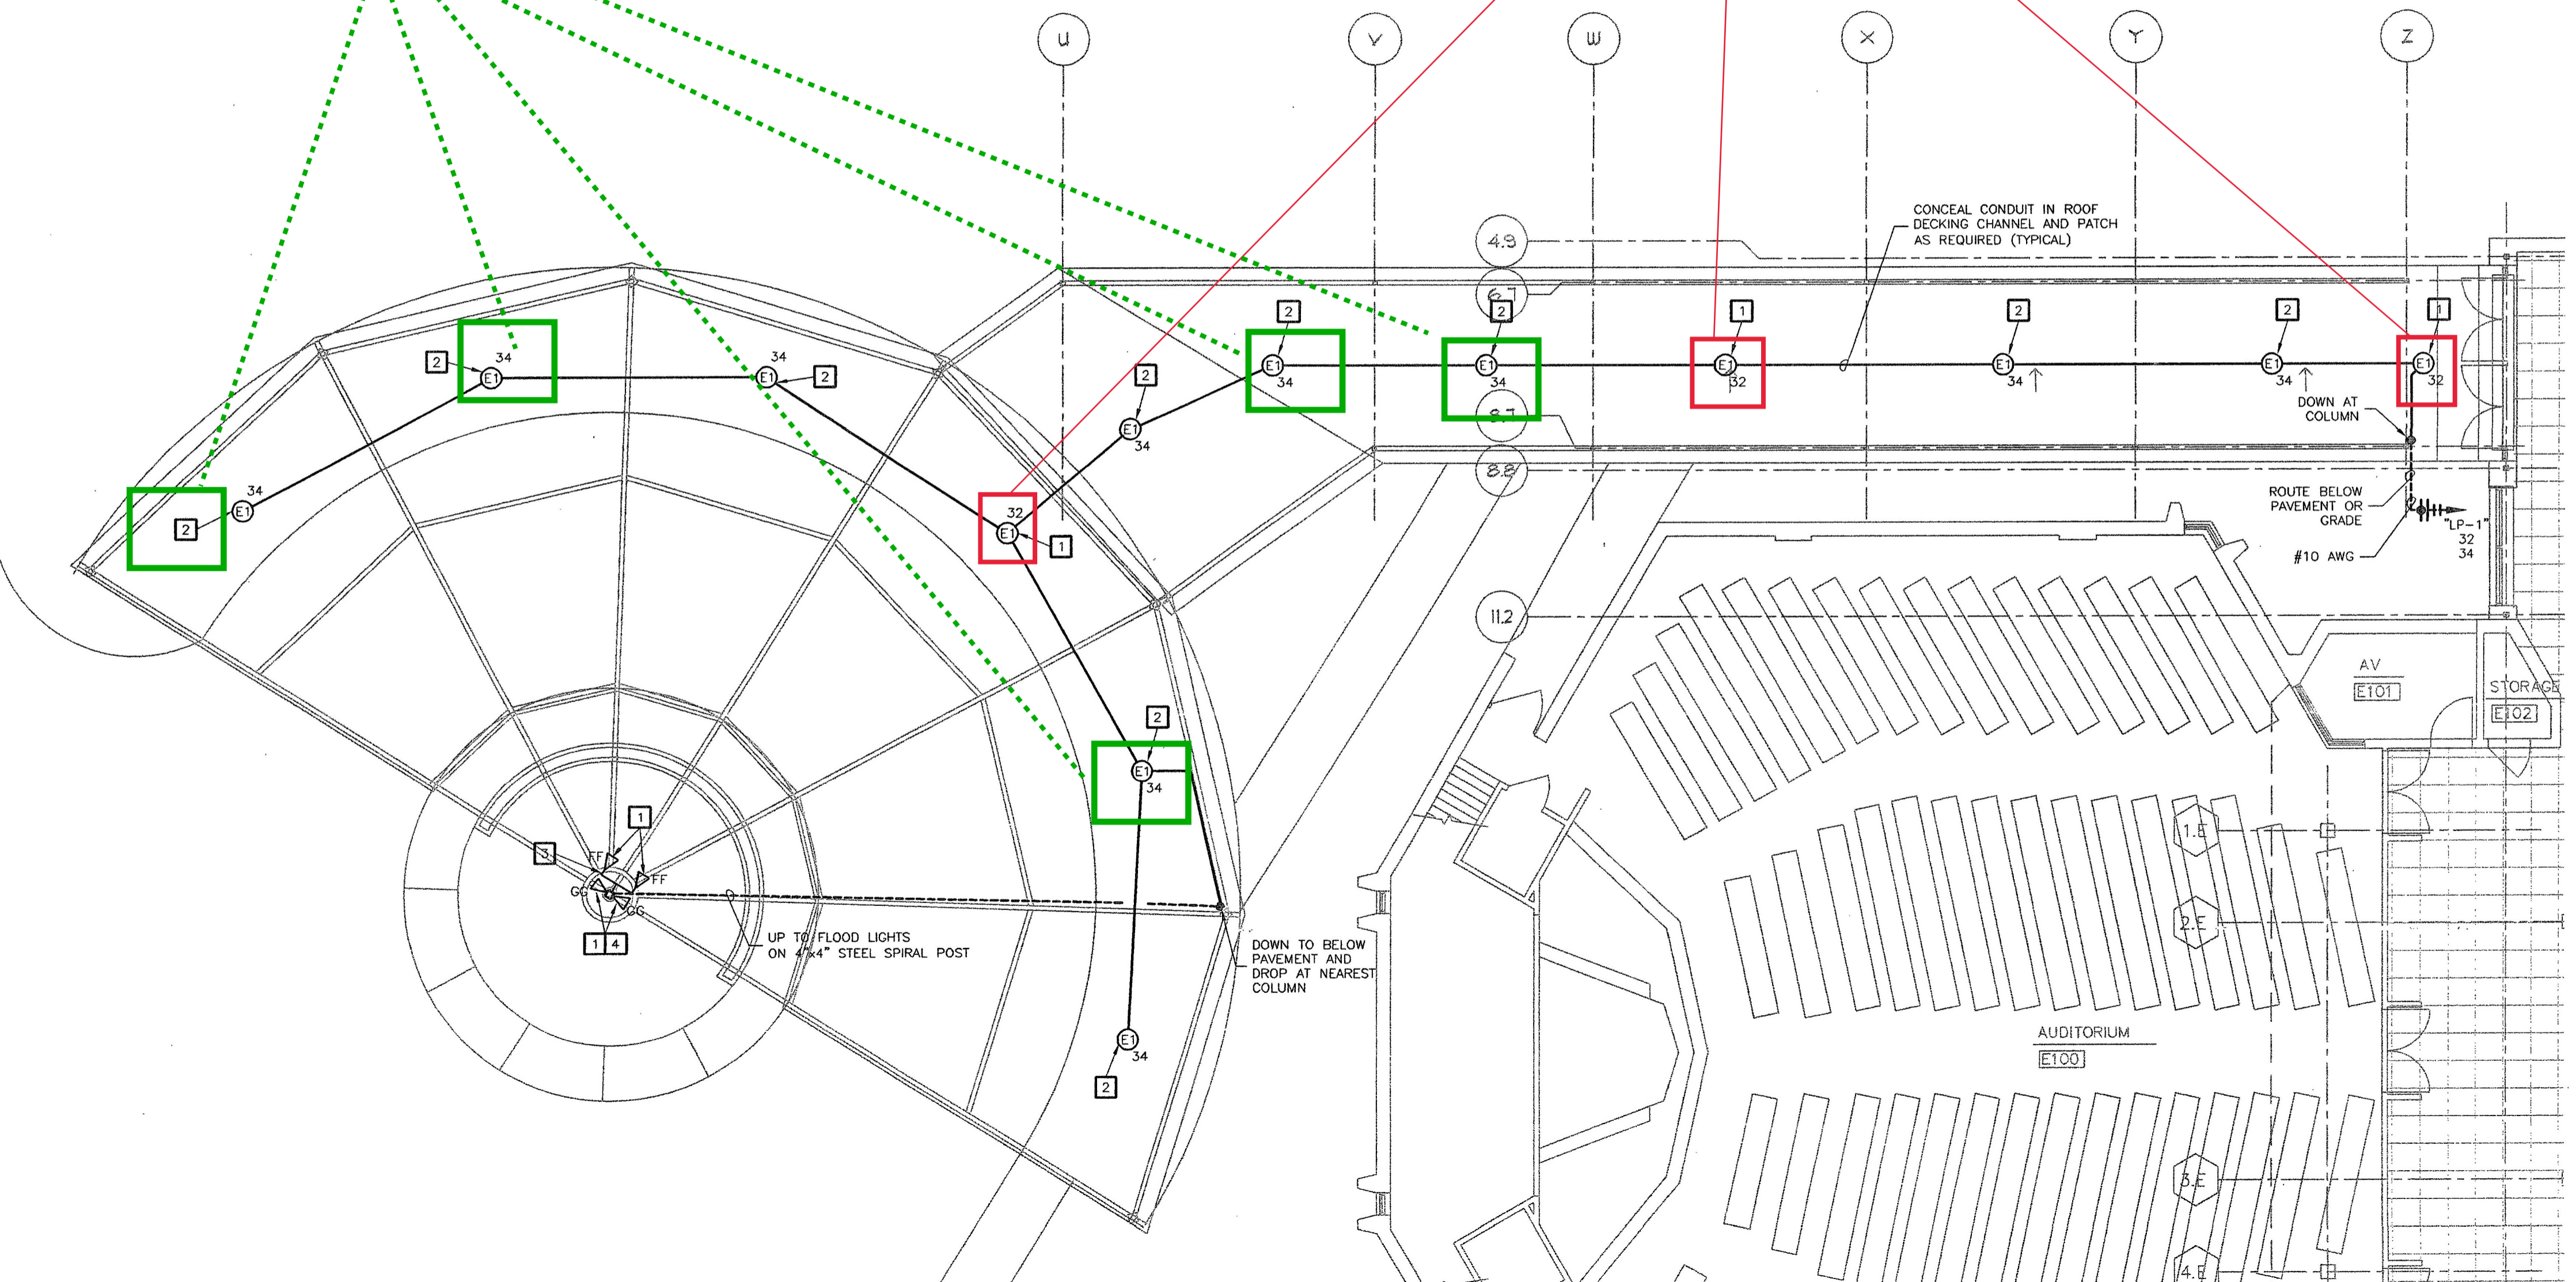 U
V
W
X
Y
Z
CONCEAL CONDUIT IN ROOF
DECKING CHANNEL AND PATCH
AS REQUIRED (TYPICAL)
4.9
6.7
2
2
1
2
2
1
E1
34
E1
34
E1
32
E1
34
E1
34
E1
32
2
34
E1
34
E1
2
2
E1
34
8.7
DOWN AT
COLUMN
8.8
34
E1
2
32
E1
1
ROUTE BELOW
PAVEMENT OR
GRADE
"LP-1"
32
34
#10 AWG
11.2
AV
E101
STORAGE
E102
2
E1
34
1
3
FF
FF
GG
GG
1 4
UP TO FLOOD LIGHTS
ON 4"x4" STEEL SPIRAL POST
DOWN TO BELOW
PAVEMENT AND
DROP AT NEAREST
COLUMN
1.E
2.E
E1
34
2
AUDITORIUM
E100
3.E
4.E